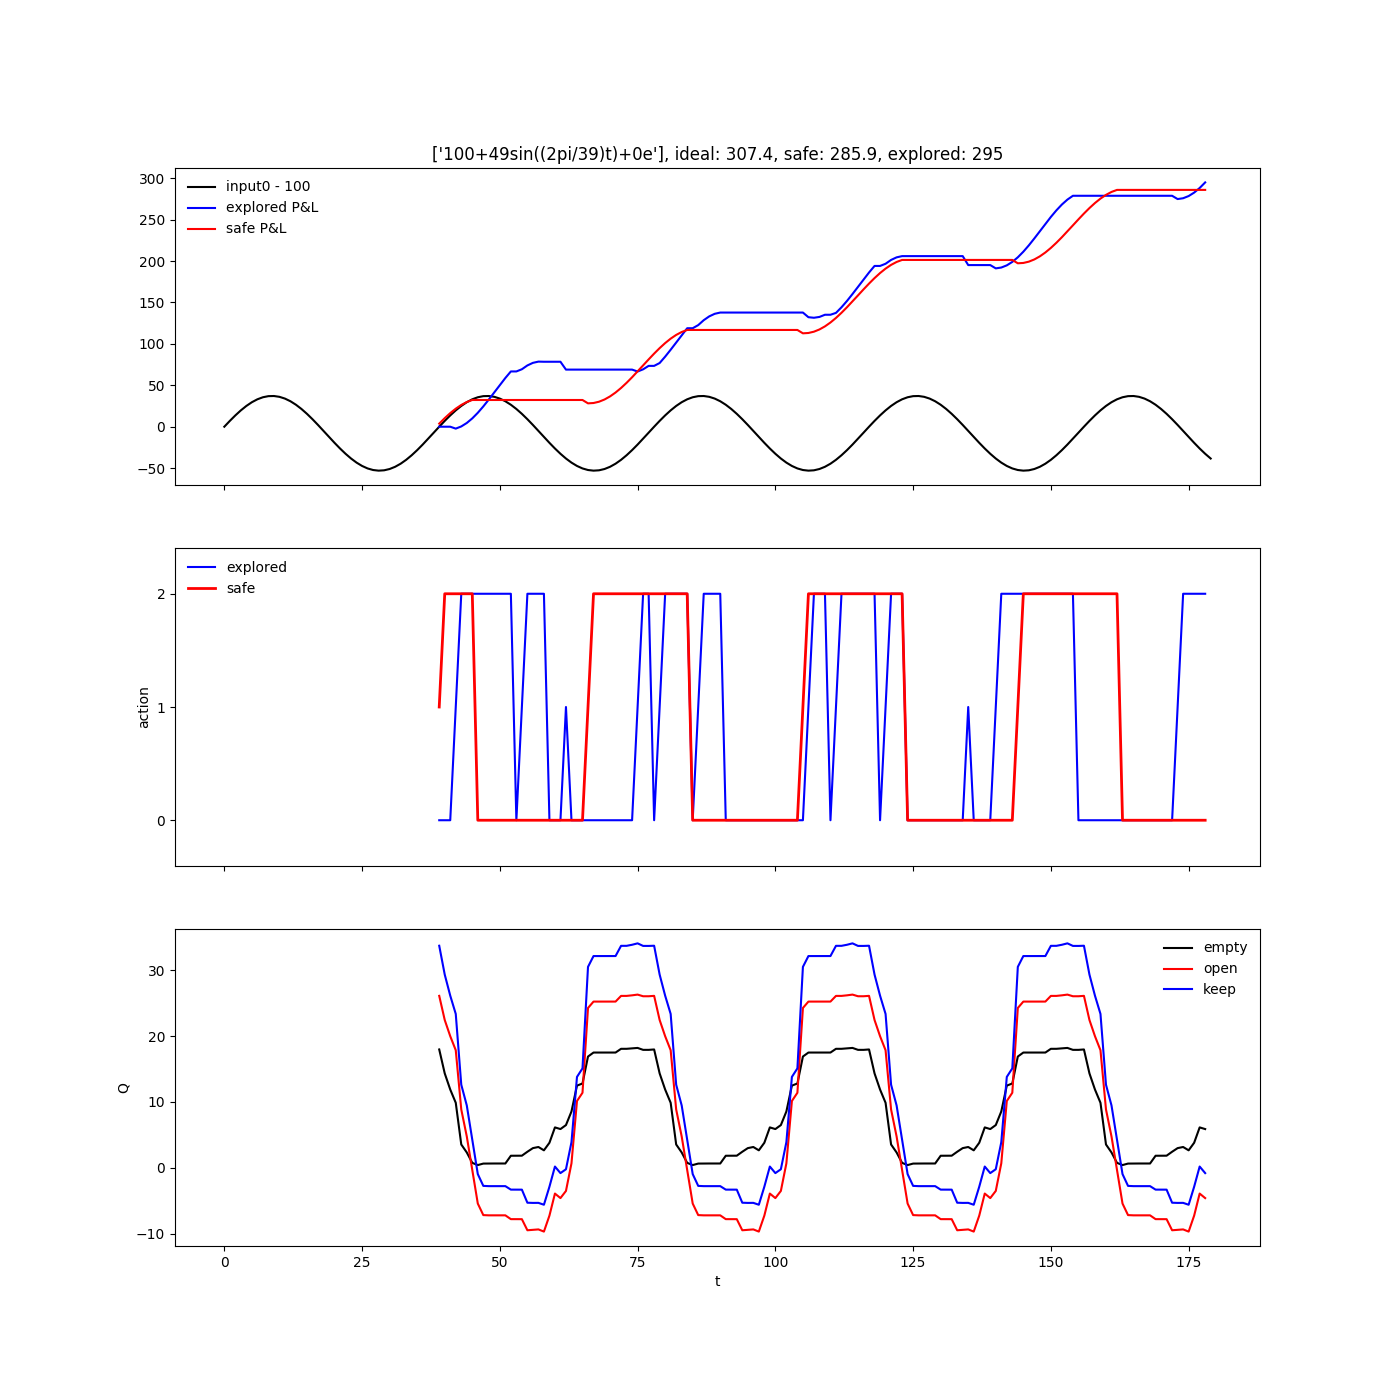 ['100+49sin((2pi/39)t)+0e'], ideal: 307.4, safe: 285.9, explored: 295
300
250
200
150
100
50
0
−50
input0 - 100
explored P&L
safe P&L
action
2
1
0
explored
safe
Q
30
20
10
0
−10
empty
open
keep
0 25 50 75 100 125 150 175
t